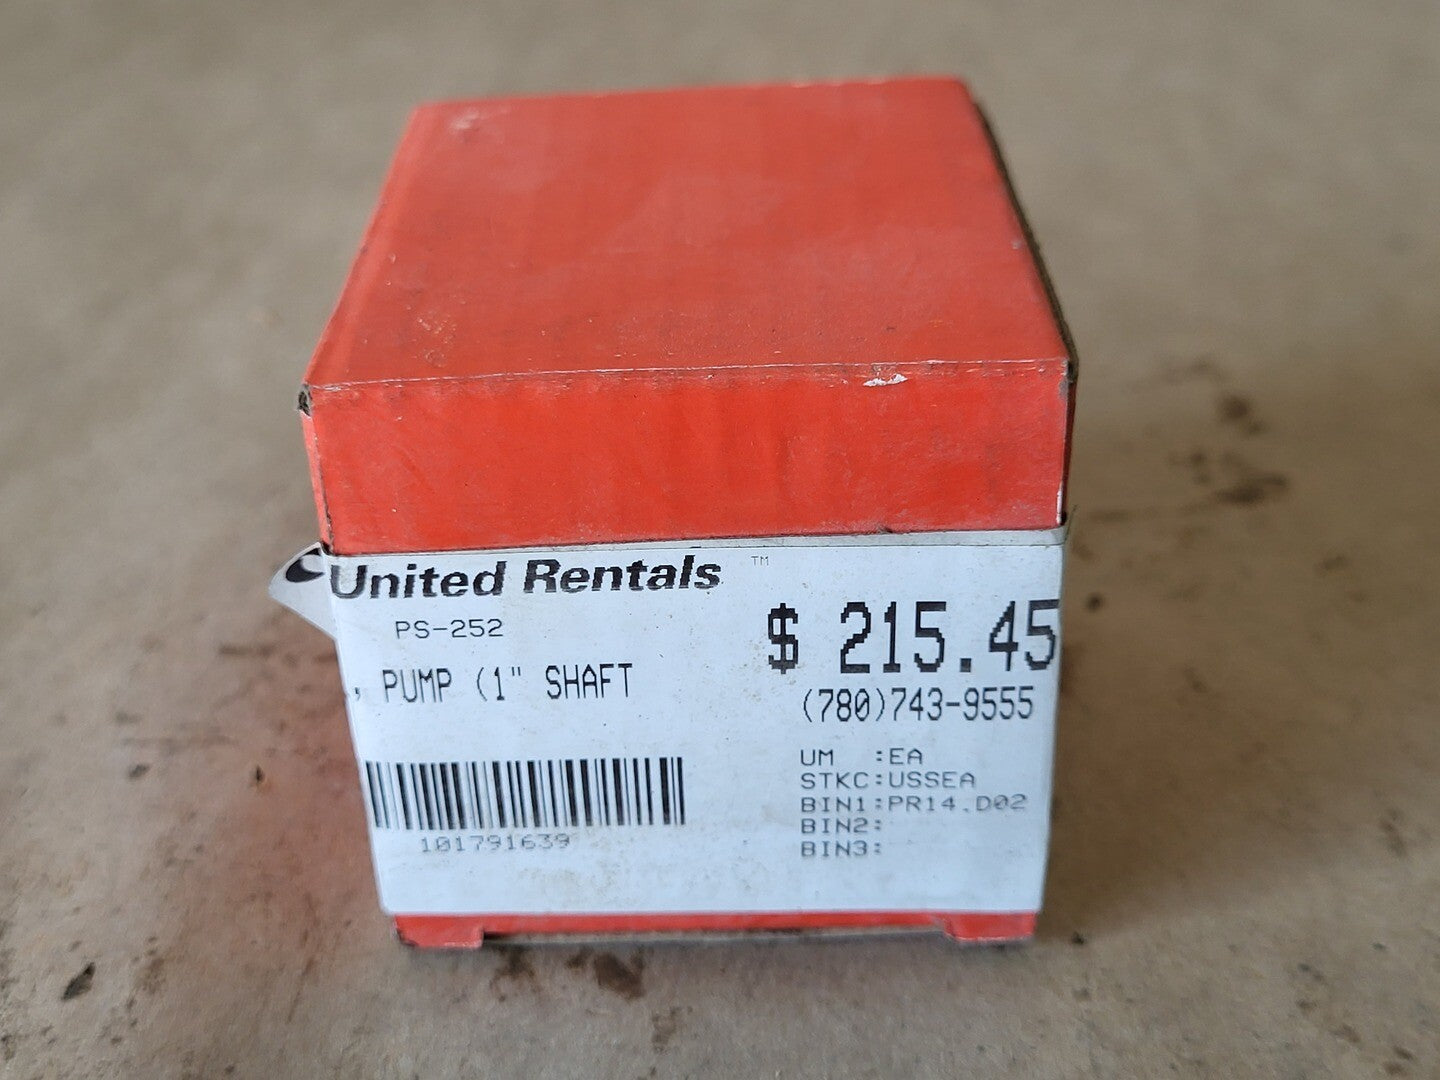 United Rentals ™
PS-252
$ 215.45
, PUMP (1" SHAFT
(780)743-9555
UM :EA
STKC:USSEA
BIN1:PR14.D02
BIN2:
BIN3:
101791639